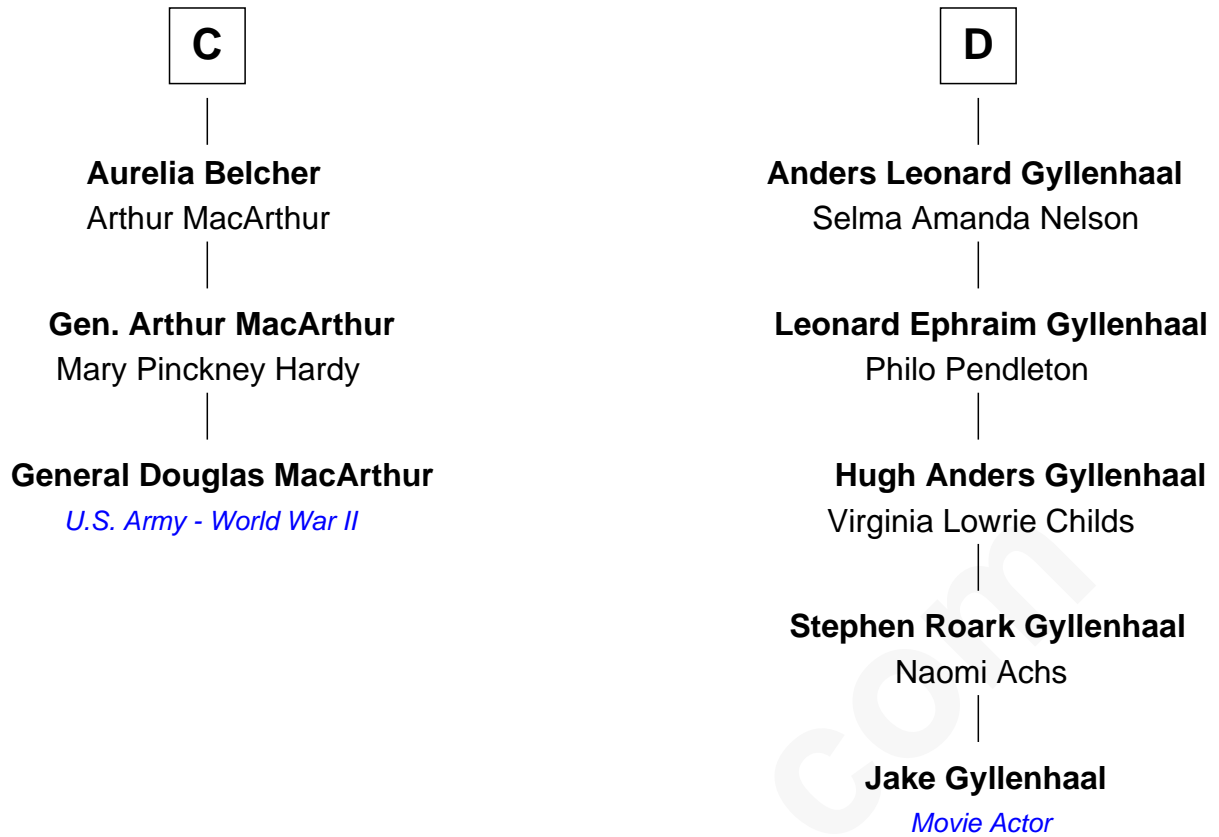 C
Aurelia Belcher
Arthur MacArthur
Gen. Arthur MacArthur
Mary Pinckney Hardy
General Douglas MacArthur
U.S. Army - World War II
D
Anders Leonard Gyllenhaal
Selma Amanda Nelson
Leonard Ephraim Gyllenhaal
Philo Pendleton
Hugh Anders Gyllenhaal
Virginia Lowrie Childs
Stephen Roark Gyllenhaal
Naomi Achs
Jake Gyllenhaal
Movie Actor
com